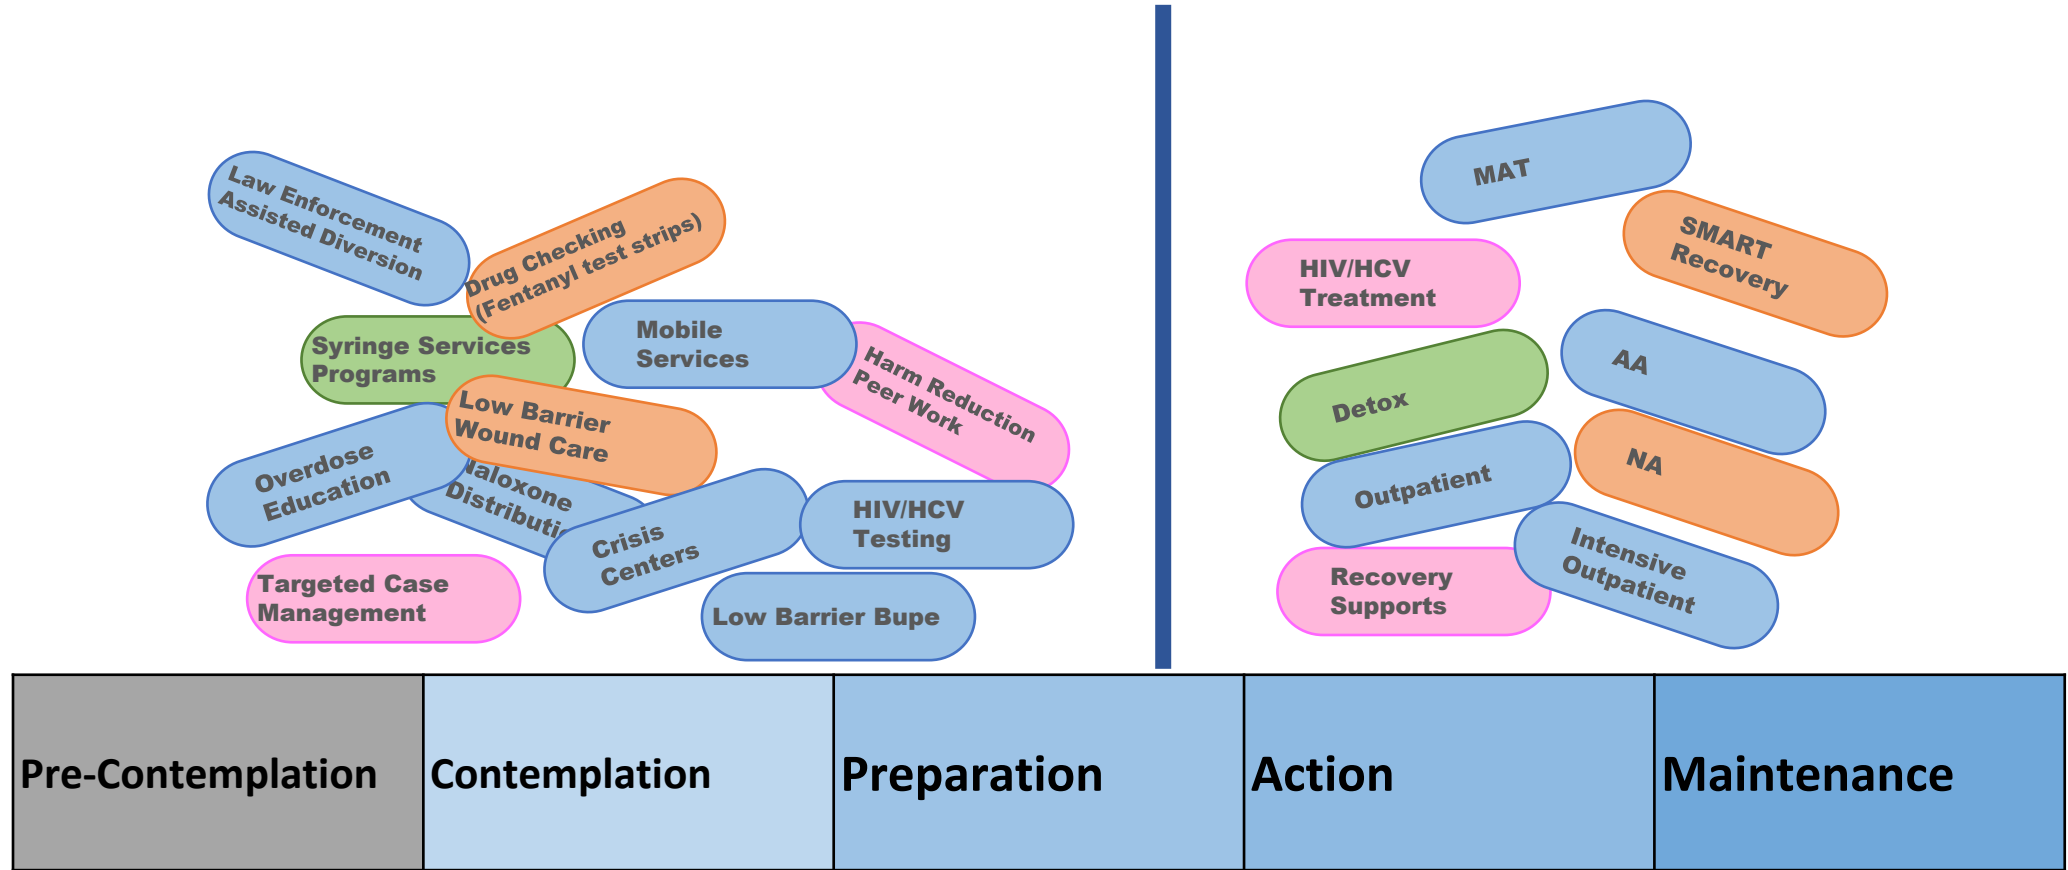 Law Enforcement
Assisted Diversion
Drug Checking
(Fentanyl test strips)
Syringe Services
Programs
Mobile
Services
Harm Reduction
Peer Work
Low Barrier
Wound Care
Overdose
Education
Naloxone
Distributi
Crisis
Centers
HIV/HCV
Testing
Targeted Case
Management
Low Barrier Bupe
MAT
SMART
Recovery
HIV/HCV
Treatment
AA
Detox
NA
Outpatient
Intensive
Outpatient
Recovery
Supports
Pre-Contemplation
Contemplation
Preparation
Action
Maintenance